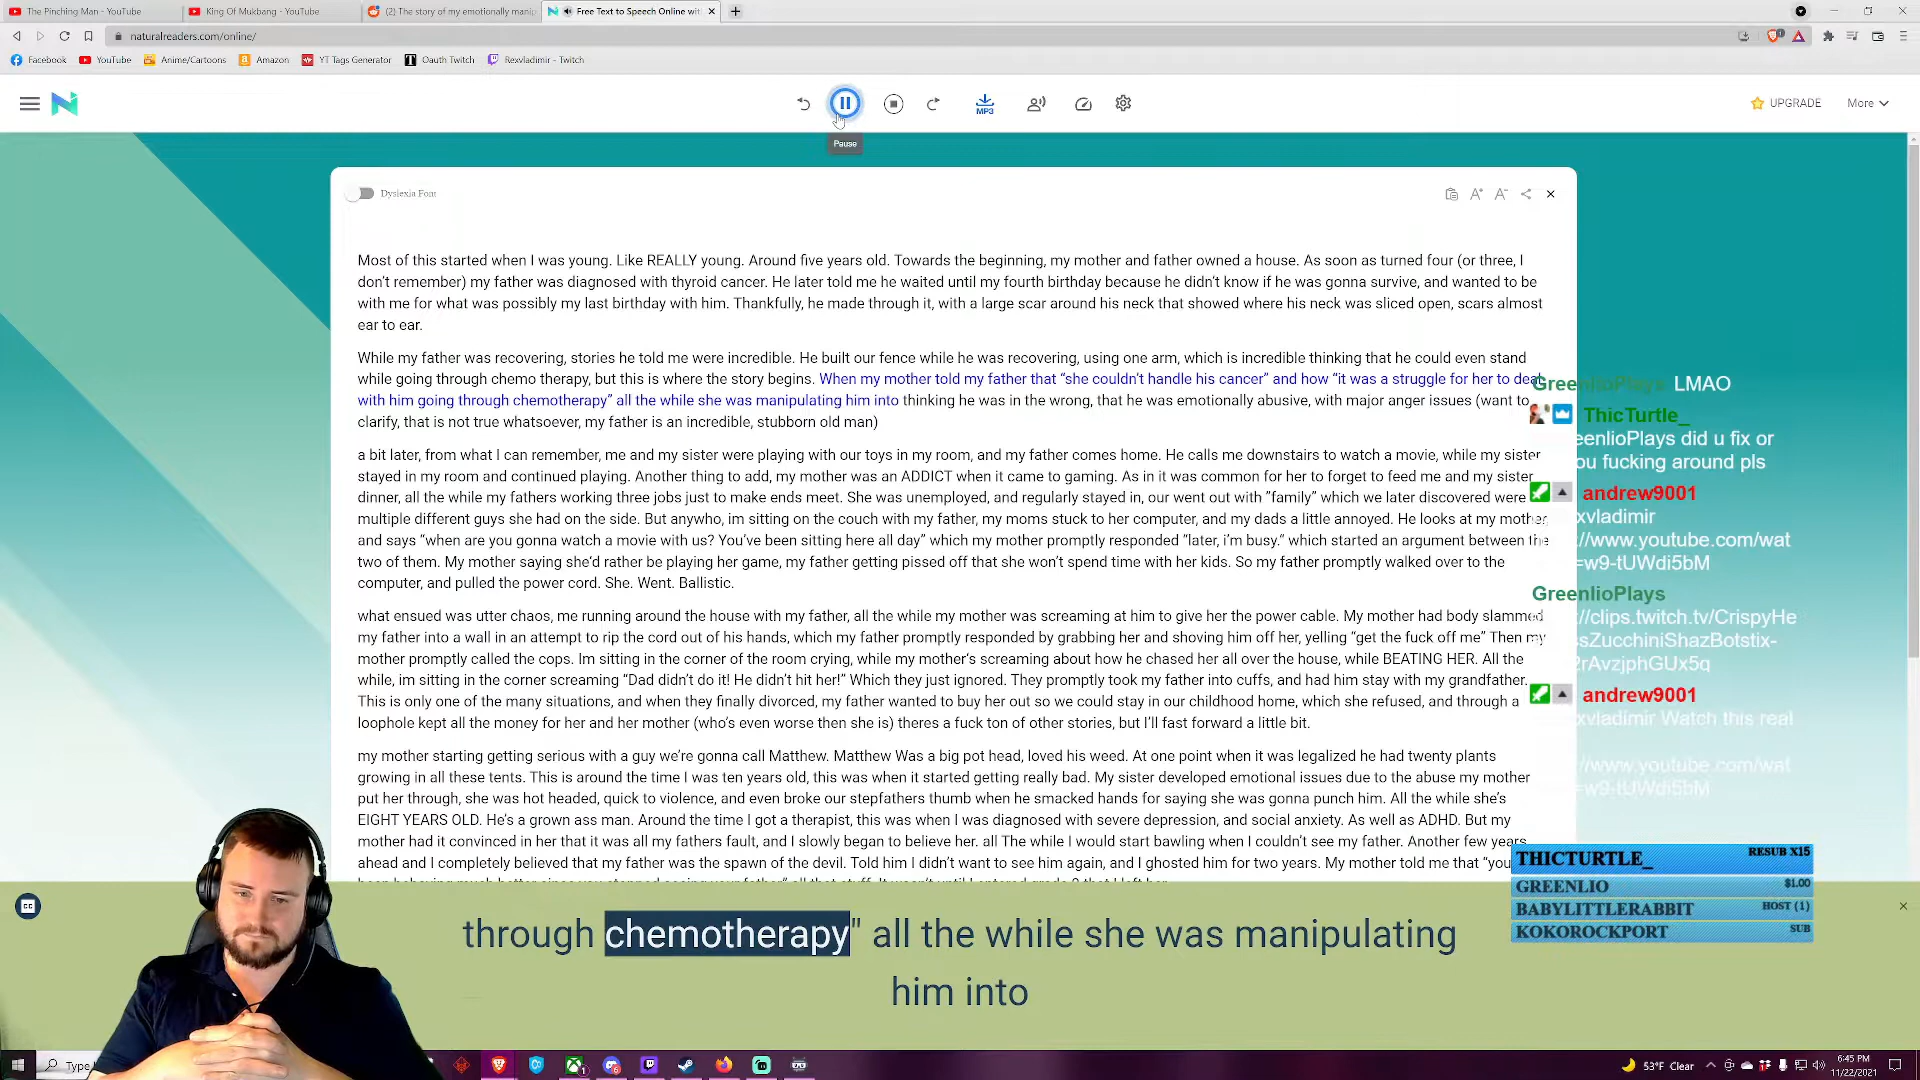 The Pinching Man - YouTube
King Of Mukbang - YouTube
(2) The story of my emotionally mani
Free Text to Speech Online wit
naturalreaders.com/online/
Facebook YouTube Anime/Cartoons Amazon YT Tags Generator Oauth Twitch Rexvladimir - Twitch
MP3
UPGRADE More
Pause
Dyslexia Font
Most of this started when I was young. Like REALLY young. Around five years old. Towards the beginning, my mother and father owned a house. As soon as turned four (or three, I
don't remember) my father was diagnosed with thyroid cancer. He later told me he waited until my fourth birthday because he didn't know if he was gonna survive, and wanted to be
with me for what was possibly my last birthday with him. Thankfully, he made through it, with a large scar around his neck that showed where his neck was sliced open, scars almost
ear to ear.
While my father was recovering, stories he told me were incredible. He built our fence while he was recovering, using one arm, which is incredible thinking that he could even stand
while going through chemo therapy, but this is where the story begins. When my mother told my father that “she couldn't handle his cancer” and how “it was a struggle for her to deal
with him going through chemotherapy” all the while she was manipulating him into thinking he was in the wrong, that he was emotionally abusive, with major anger issues (want to
clarify, that is not true whatsoever, my father is an incredible, stubborn old man)
a bit later, from what I can remember, me and my sister were playing with our toys in my room, and my father comes home. He calls me downstairs to watch a movie, while my sister
stayed in my room and continued playing. Another thing to add, my mother was an ADDICT when it came to gaming. As in it was common for her to forget to feed me and my sister
dinner, all the while my fathers working three jobs just to make ends meet. She was unemployed, and regularly stayed in, our went out with “family” which we later discovered were
multiple different guys she had on the side. But anywho, im sitting on the couch with my father, my moms stuck to her computer, and my dads a little annoyed. He looks at my mother
and says “when are you gonna watch a movie with us? You've been sitting here all day” which my mother promptly responded “later, i'm busy.” which started an argument between the
two of them. My mother saying she'd rather be playing her game, my father getting pissed off that she won't spend time with her kids. So my father promptly walked over to the
computer, and pulled the power cord. She. Went. Ballistic.
what ensued was utter chaos, me running around the house with my father, all the while my mother was screaming at him to give her the power cable. My mother had body slammed
my father into a wall in an attempt to rip the cord out of his hands, which my father promptly responded by grabbing her and shoving him off her, yelling “get the fuck off me” Then my
mother promptly called the cops. Im sitting in the corner of the room crying, while my mother's screaming about how he chased her all over the house, while BEATING HER. All the
while, im sitting in the corner screaming “Dad didn't do it! He didn't hit her!” Which they just ignored. They promptly took my father into cuffs, and had him stay with my grandfather.
This is only one of the many situations, and when they finally divorced, my father wanted to buy her out so we could stay in our childhood home, which she refused, and through a
loophole kept all the money for her and her mother (who's even worse then she is) theres a fuck ton of other stories, but I'll fast forward a little bit.
my mother starting getting serious with a guy we're gonna call Matthew. Matthew Was a big pot head, loved his weed. At one point when it was legalized he had twenty plants
growing in all these tents. This is around the time I was ten years old, this was when it started getting really bad. My sister developed emotional issues due to the abuse my mother
put her through, she was hot headed, quick to violence, and even broke our stepfathers thumb when he smacked hands for saying she was gonna punch him. All the while she's
EIGHT YEARS OLD. He's a grown ass man. Around the time I got a therapist, this was when I was diagnosed with severe depression, and social anxiety. As well as ADHD. But my
mother had it convinced in her that it was all my fathers fault, and I slowly began to believe her. all The while I would start bawling when I couldn't see my father. Another few years
ahead and I completely believed that my father was the spawn of the devil. Told him I didn't want to see him again, and I ghosted him for two years. My mother told me that “you
GreenlioPlays LMAO
ThicTurtle_
eenlioPlays did u fix or
ou fucking around pls
andrew9001
xvladimir
//www.youtube.com/wat
=w9-tUWdi5bM
GreenlioPlays
//clips.twitch.tv/CrispyHe
ssZucchiniShazBotstix-
2rAvzjphGUx5q
andrew9001
xvladimir Watch this real
//www.youtube.com/wat
=w9-tUWdi5bM
THICTURTLE_ RESUB X15
GREENLIO $1.00
BABYLITTLERABBIT HOST (1)
KOKOROCKPORT SUB
CC
through chemotherapy" all the while she was manipulating
him into
Type
53°F Clear
6:45 PM
11/22/2021